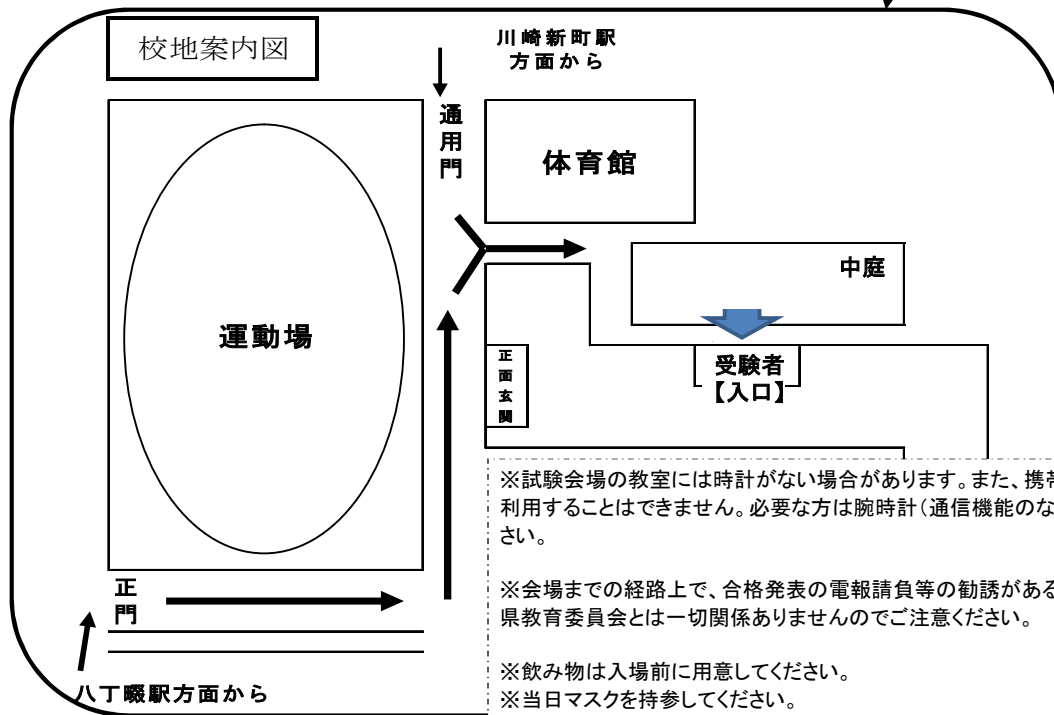 校地案内図
川崎新町駅
方面から
通用門
体育館
中庭
運動場
正面玄関
受験者
【入口】
※試験会場の教室には時計がない場合があります。また、携帯
利用することはできません。必要な方は腕時計（通信機能のな
さい。
※会場までの経路上で、合格発表の電報請負等の勧誘がある
県教育委員会とは一切関係ありませんのでご注意ください。
※飲み物は入場前に用意してください。
※当日マスクを持参してください。
正門
八丁畷駅方面から